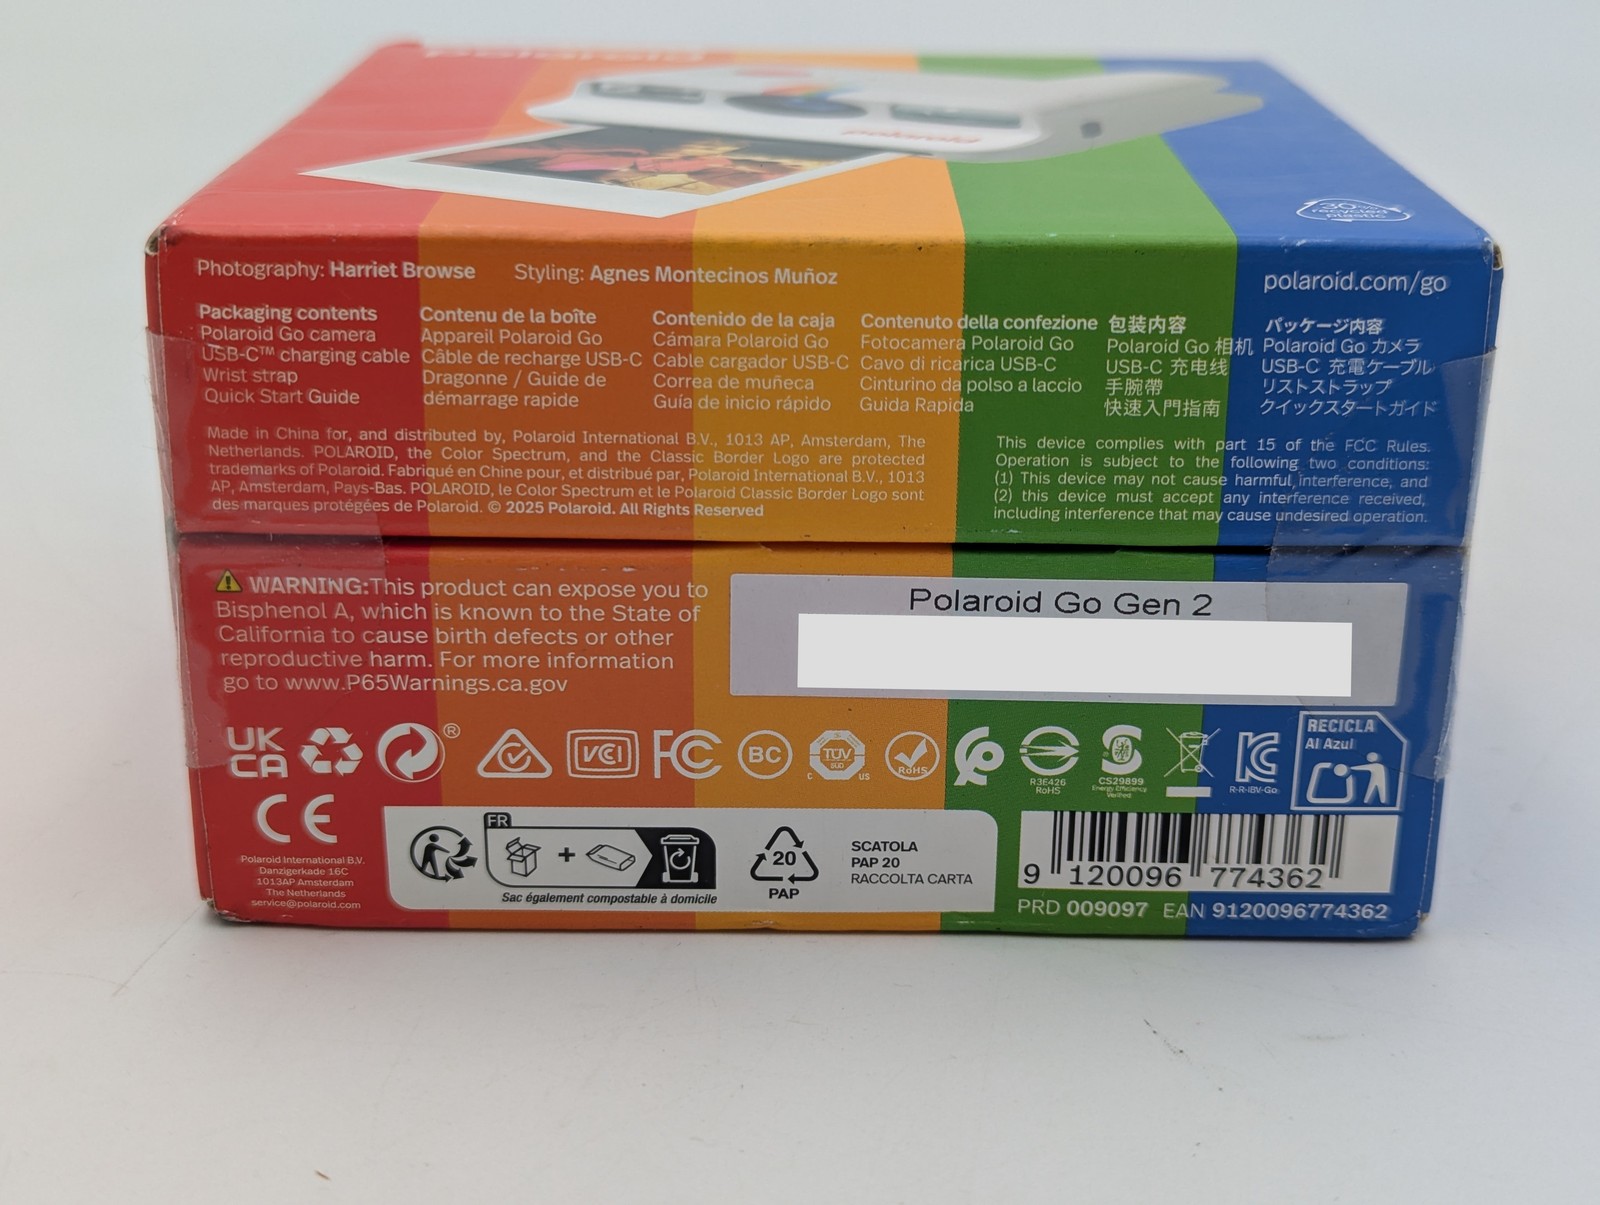 polaroid
polaroid
30%
recycled
plastic
Photography: Harriet Browse
Styling: Agnes Montecinos Muñoz
polaroid.com/go
Packaging contents
Polaroid Go camera
USB-C™ charging cable
Wrist strap
Quick Start Guide
Contenu de la boîte
Appareil Polaroid Go
Câble de recharge USB-C
Dragonne / Guide de
démarrage rapide
Contenido de la caja
Cámara Polaroid Go
Cable cargador USB-C
Correa de muñeca
Guía de inicio rápido
Contenuto della confezione
Fotocamera Polaroid Go
Cavo di ricarica USB-C
Cinturino da polso a laccio
Guida Rapida
包装内容
Polaroid Go 相机
USB-C 充电线
手腕帶
快速入門指南
パッケージ内容
Polaroid Go カメラ
USB-C 充電ケーブル
リストストラップ
クイックスタートガイド
Made in China for, and distributed by, Polaroid International B.V., 1013 AP, Amsterdam, The
Netherlands. POLAROID, the Color Spectrum, and the Classic Border Logo are protected
trademarks of Polaroid. Fabriqué en Chine pour, et distribué par, Polaroid International B.V., 1013
AP, Amsterdam, Pays-Bas. POLAROID, le Color Spectrum et le Polaroid Classic Border Logo sont
des marques protégées de Polaroid. © 2025 Polaroid. All Rights Reserved
This device complies with part 15 of the FCC Rules.
Operation is subject to the following two conditions:
(1) This device may not cause harmful interference, and
(2) this device must accept any interference received,
including interference that may cause undesired operation.
WARNING:This product can expose you to
Bisphenol A, which is known to the State of
California to cause birth defects or other
reproductive harm. For more information
go to www.P65Warnings.ca.gov
Polaroid Go Gen 2
UK
CA
®
VCI
FC
BC
TÜV
SÜD
C US
RoHS
R3E426
RoHS
CS29899
Energy Efficiency
Verified
R-R-IBV-Go
RECICLA
Al Azul
CE
Polaroid International B.V.
Danzigerkade 16C
1013AP Amsterdam
The Netherlands
service@polaroid.com
FR
+
Sac également compostable à domicile
20
PAP
SCATOLA
PAP 20
RACCOLTA CARTA
9 120096 774362
PRD 009097 EAN 9120096774362